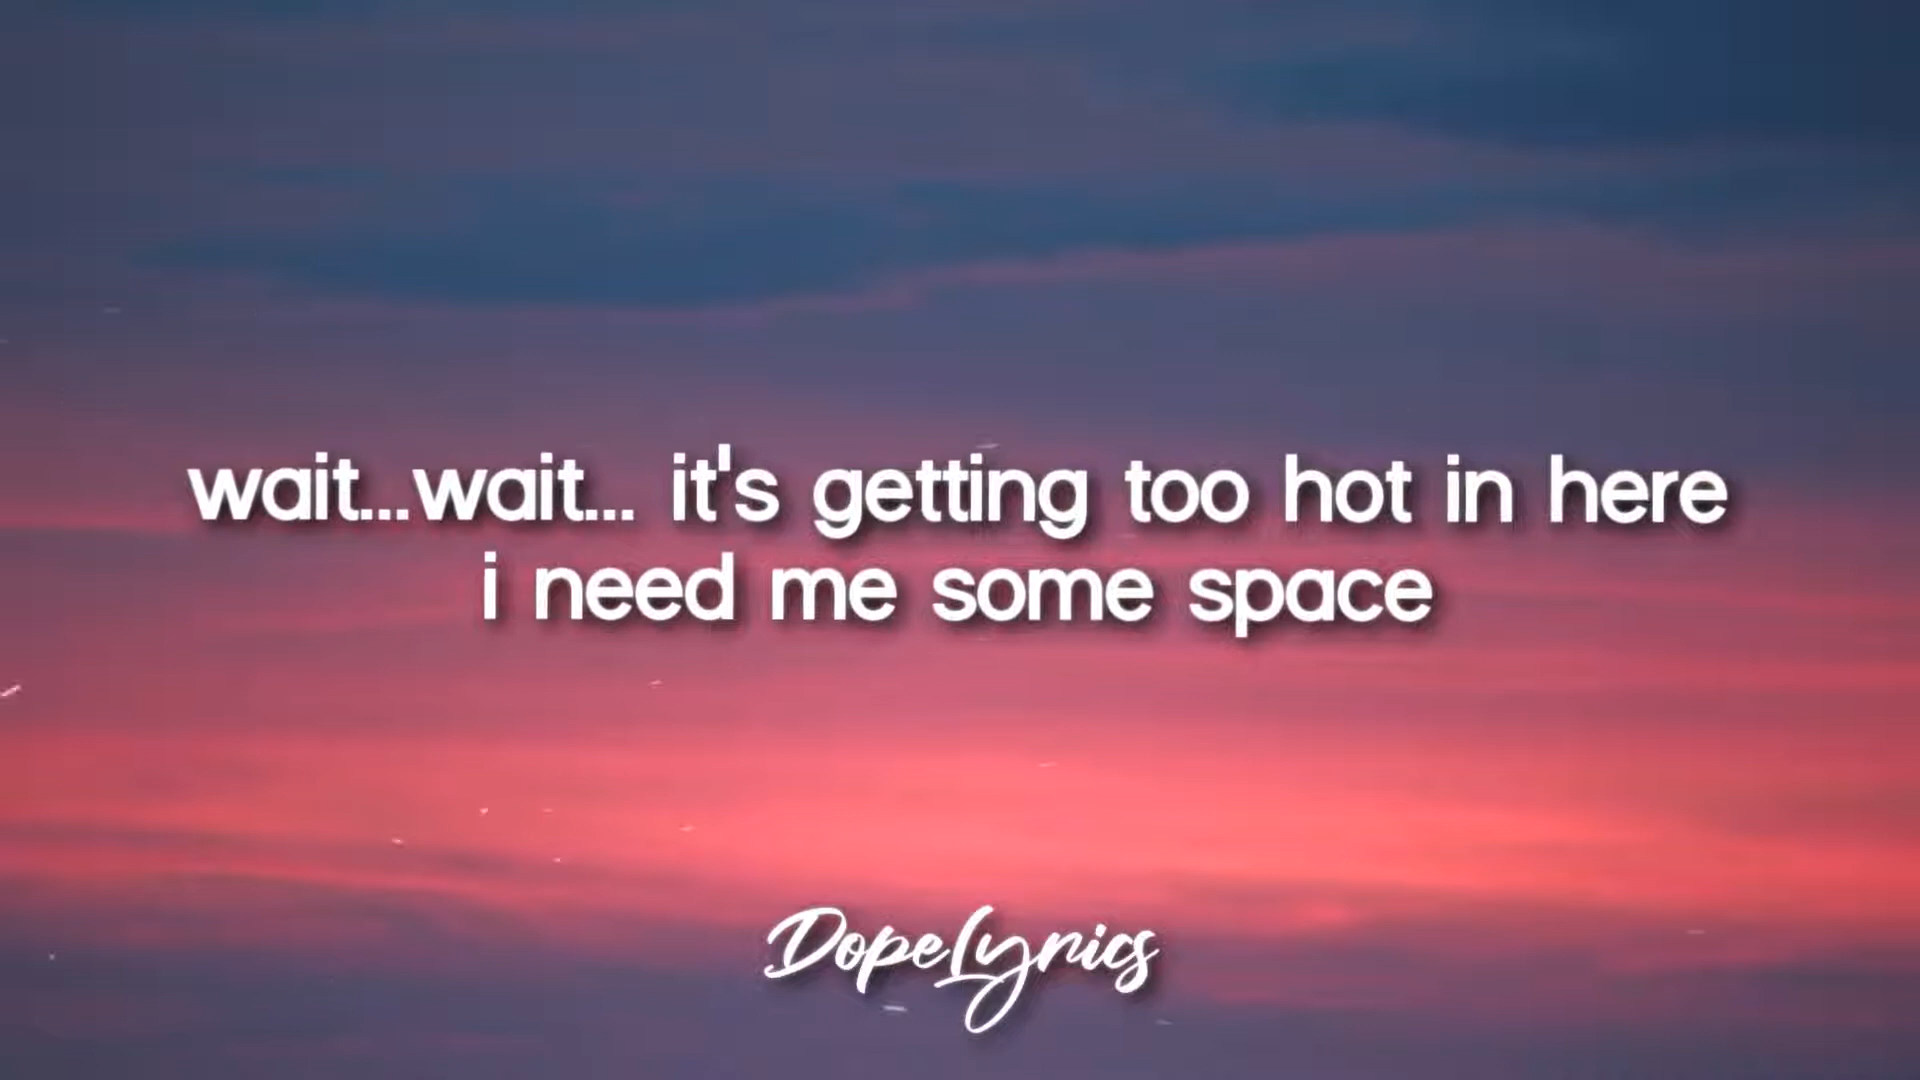 wait...wait... it's getting too hot in here
i need me some space
DopeLyrics